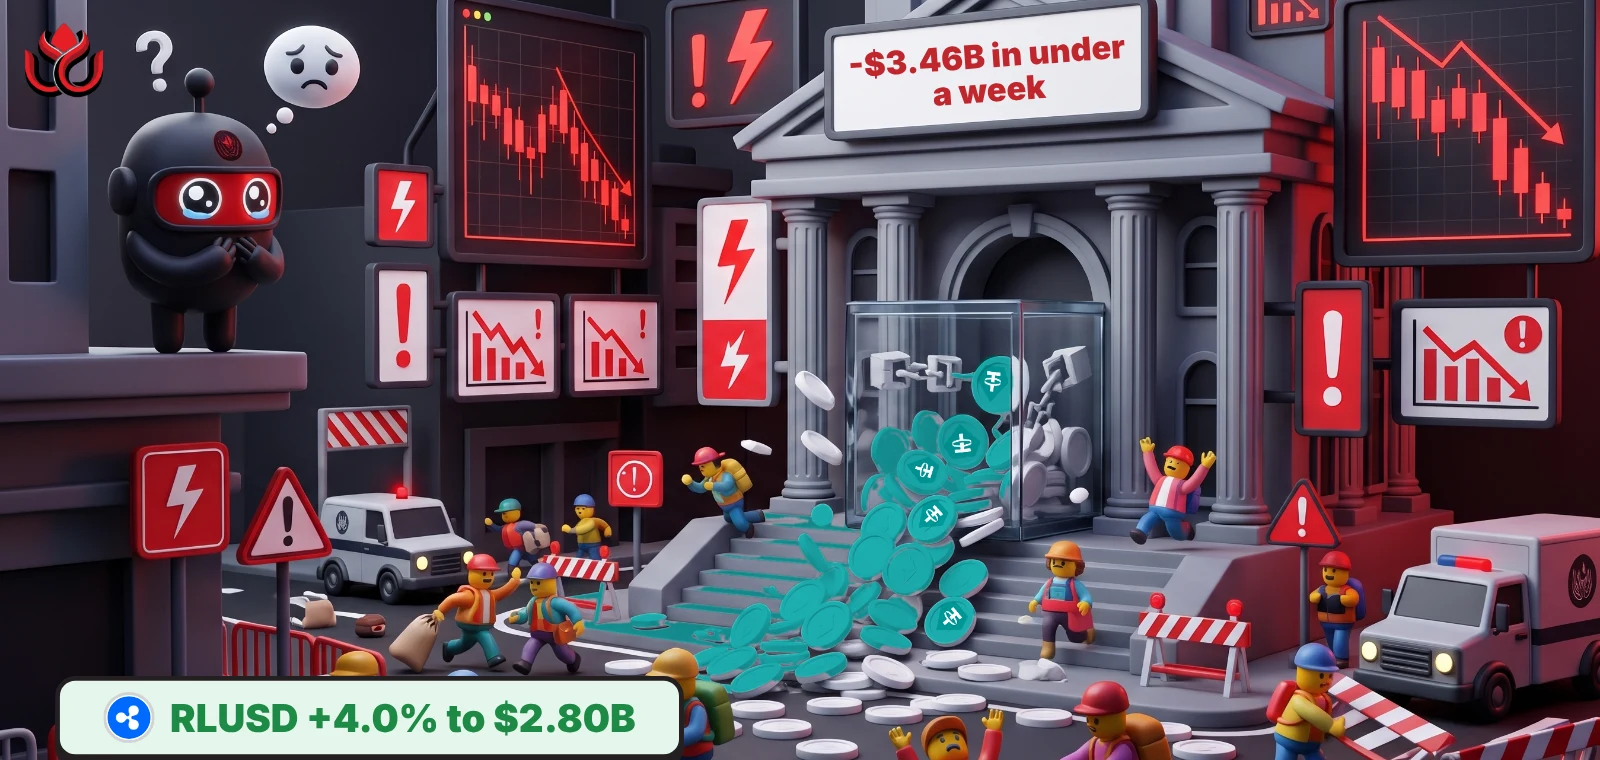 -$3.46B in under
a week
RLUSD +4.0% to $2.80B